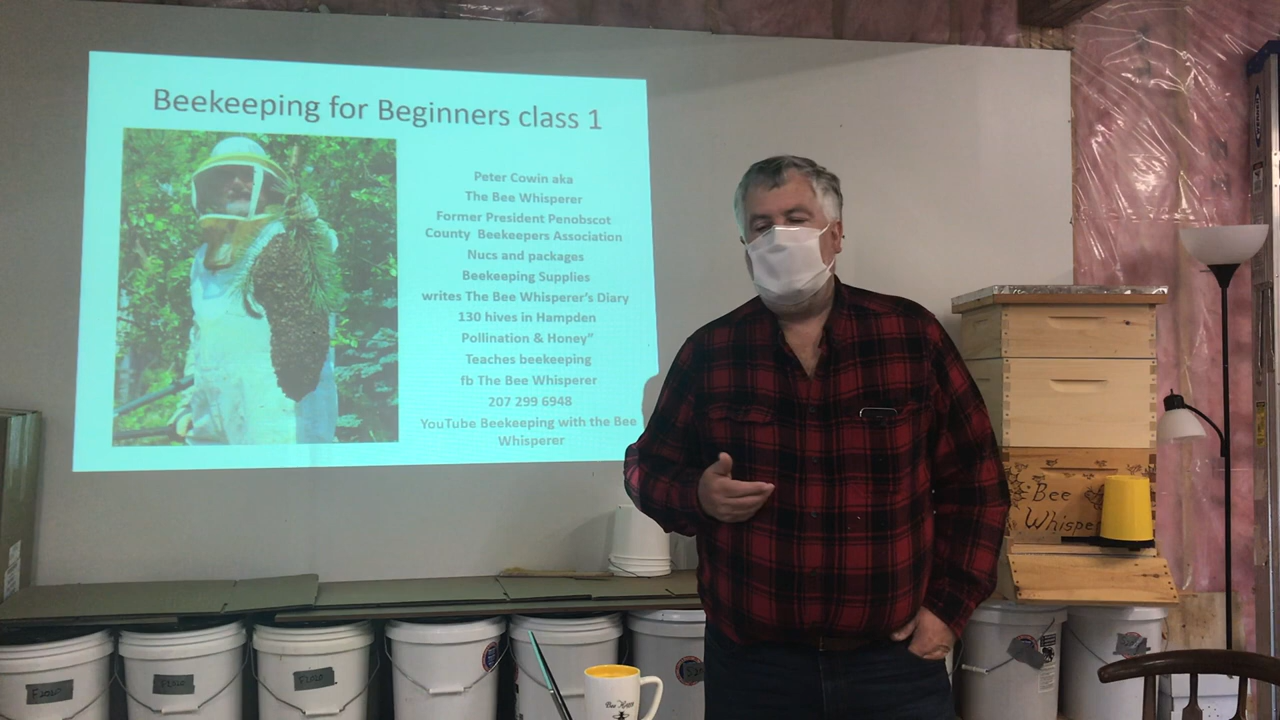 Beekeeping for Beginners class 1
Peter Cowin aka
The Bee Whisperer
Former President Penobscot
County Beekeepers Association
Nucs and packages
Beekeeping Supplies
writes The Bee Whisperer's Diary
130 hives in Hampden
Pollination & Honey"
Teaches beekeeping
fb The Bee Whisperer
207 299 6948
YouTube Beekeeping with the Bee
Whisperer
Bee
Whispe
F2020